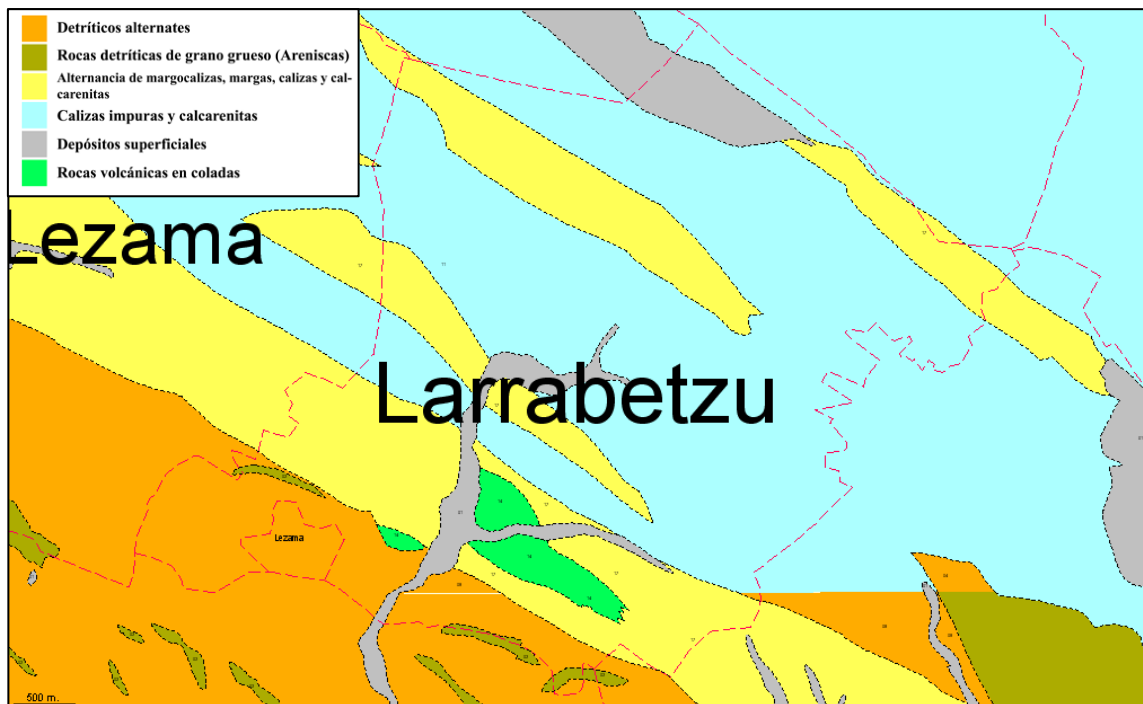 Detríticos alternates
Rocas detríticas de grano grueso (Areniscas)
Alternancia de margocalizas, margas, calizas y cal-
carenitas
Calizas impuras y calcarenitas
Depósitos superficiales
Rocas volcánicas en coladas
Lezama
Larrabetzu
Lezama
500 m.